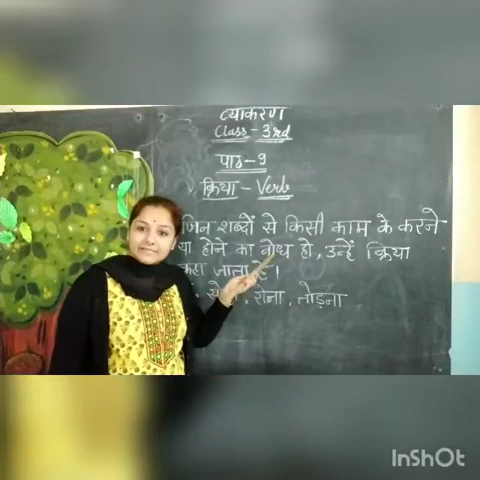 व्याकरण
Class - 3rd
पाठ-9
क्रिया - Verb
जिन शब्दों से किसी काम के करने
या होने का बोध हो, उन्हें क्रिया
कहा जाता है।
रोना, तोड़ना
InShOt